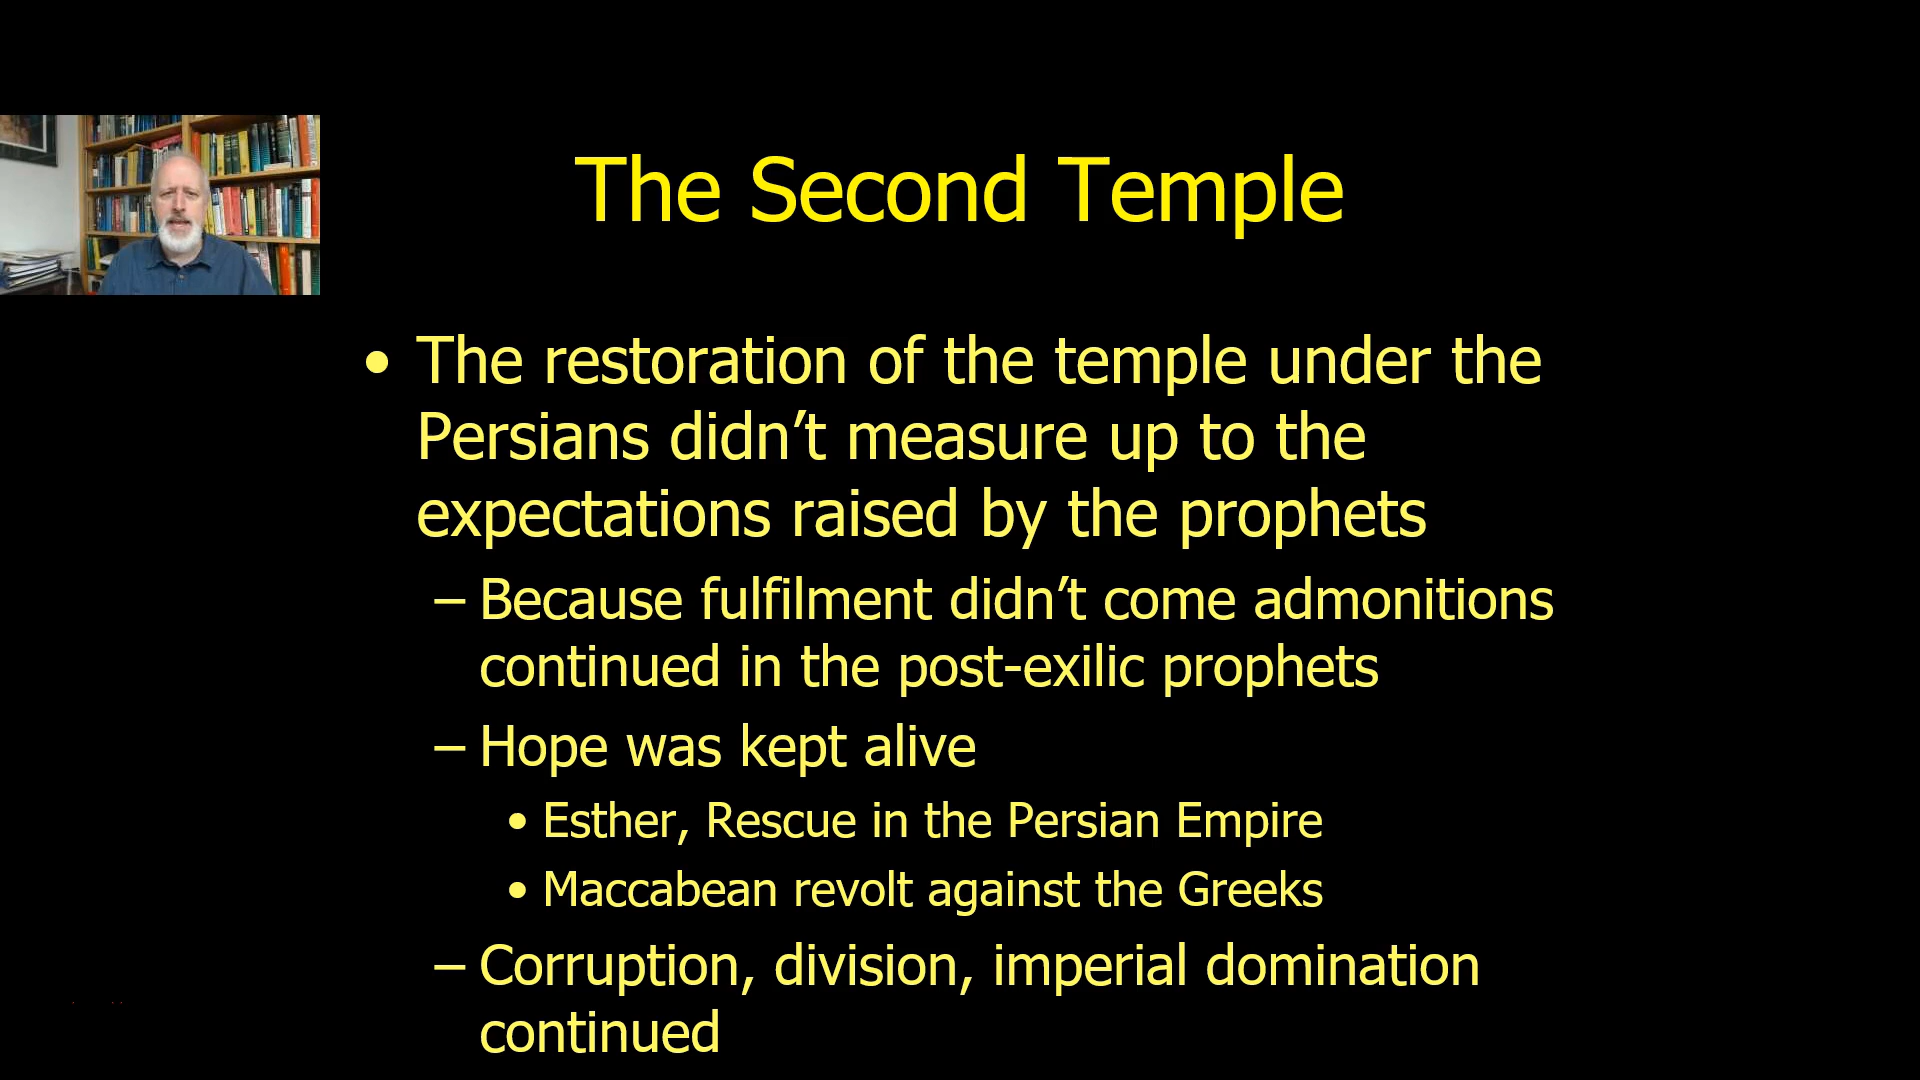 The Second Temple
• The restoration of the temple under the
Persians didn’t measure up to the
expectations raised by the prophets
– Because fulfilment didn’t come admonitions
continued in the post-exilic prophets
– Hope was kept alive
• Esther, Rescue in the Persian Empire
• Maccabean revolt against the Greeks
– Corruption, division, imperial domination
continued